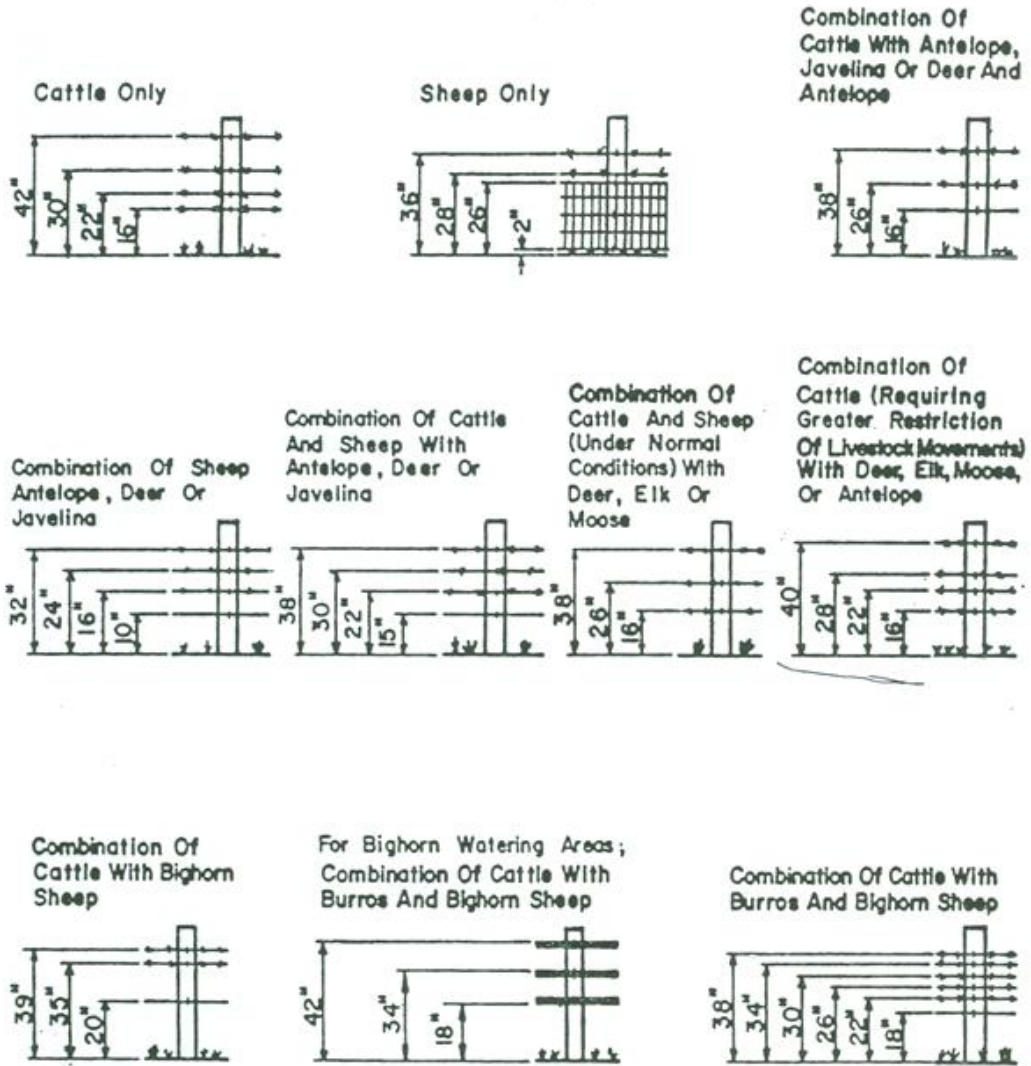 Cattle Only
42"
30"
22"
16"
Sheep Only
36"
28"
26"
2"
Combination Of
Cattle With Antelope,
Javelina Or Deer And
Antelope
38"
26"
16"
Combination Of Sheep
Antelope, Deer Or
Javelina
32"
24"
16"
10"
Combination Of Cattle
And Sheep With
Antelope, Deer Or
Javelina
38"
30"
22"
15"
Combination Of
Cattle And Sheep
(Under Normal
Conditions) With
Deer, Elk Or
Moose
38"
26"
16"
Combination Of
Cattle (Requiring
Greater Restriction
Of Livestock Movements)
With Deer, Elk, Moose,
Or Antelope
40"
28"
22"
16"
Combination Of
Cattle With Bighorn
Sheep
39"
35"
20"
For Bighorn Watering Areas;
Combination Of Cattle With
Burros And Bighorn Sheep
42"
34"
18"
Combination Of Cattle With
Burros And Bighorn Sheep
38"
34"
30"
26"
22"
18"